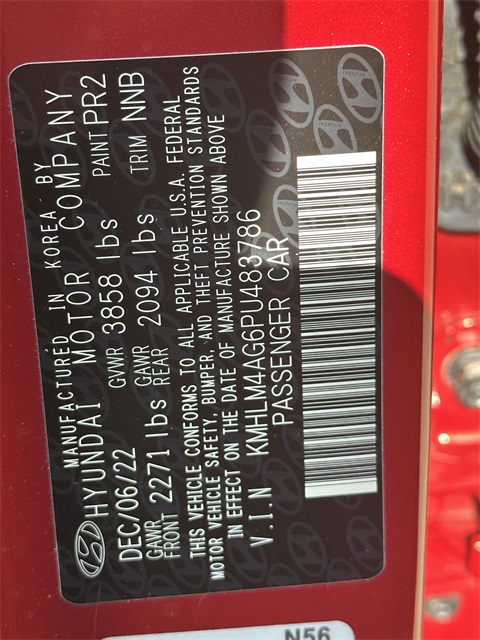 MANUFACTURED IN KOREA BY
HYUNDAI MOTOR COMPANY
DEC/06/22 GVWR 3858 lbs PAINT PR2
GAWR FRONT 2271 lbs GAWR REAR 2094 lbs TRIM NNB
THIS VEHICLE CONFORMS TO ALL APPLICABLE U.S.A. FEDERAL
MOTOR VEHICLE SAFETY, BUMPER, AND THEFT PREVENTION STANDARDS
IN EFFECT ON THE DATE OF MANUFACTURE SHOWN ABOVE
V.I.N KMHLM4AG6PU483786
PASSENGER CAR
N56